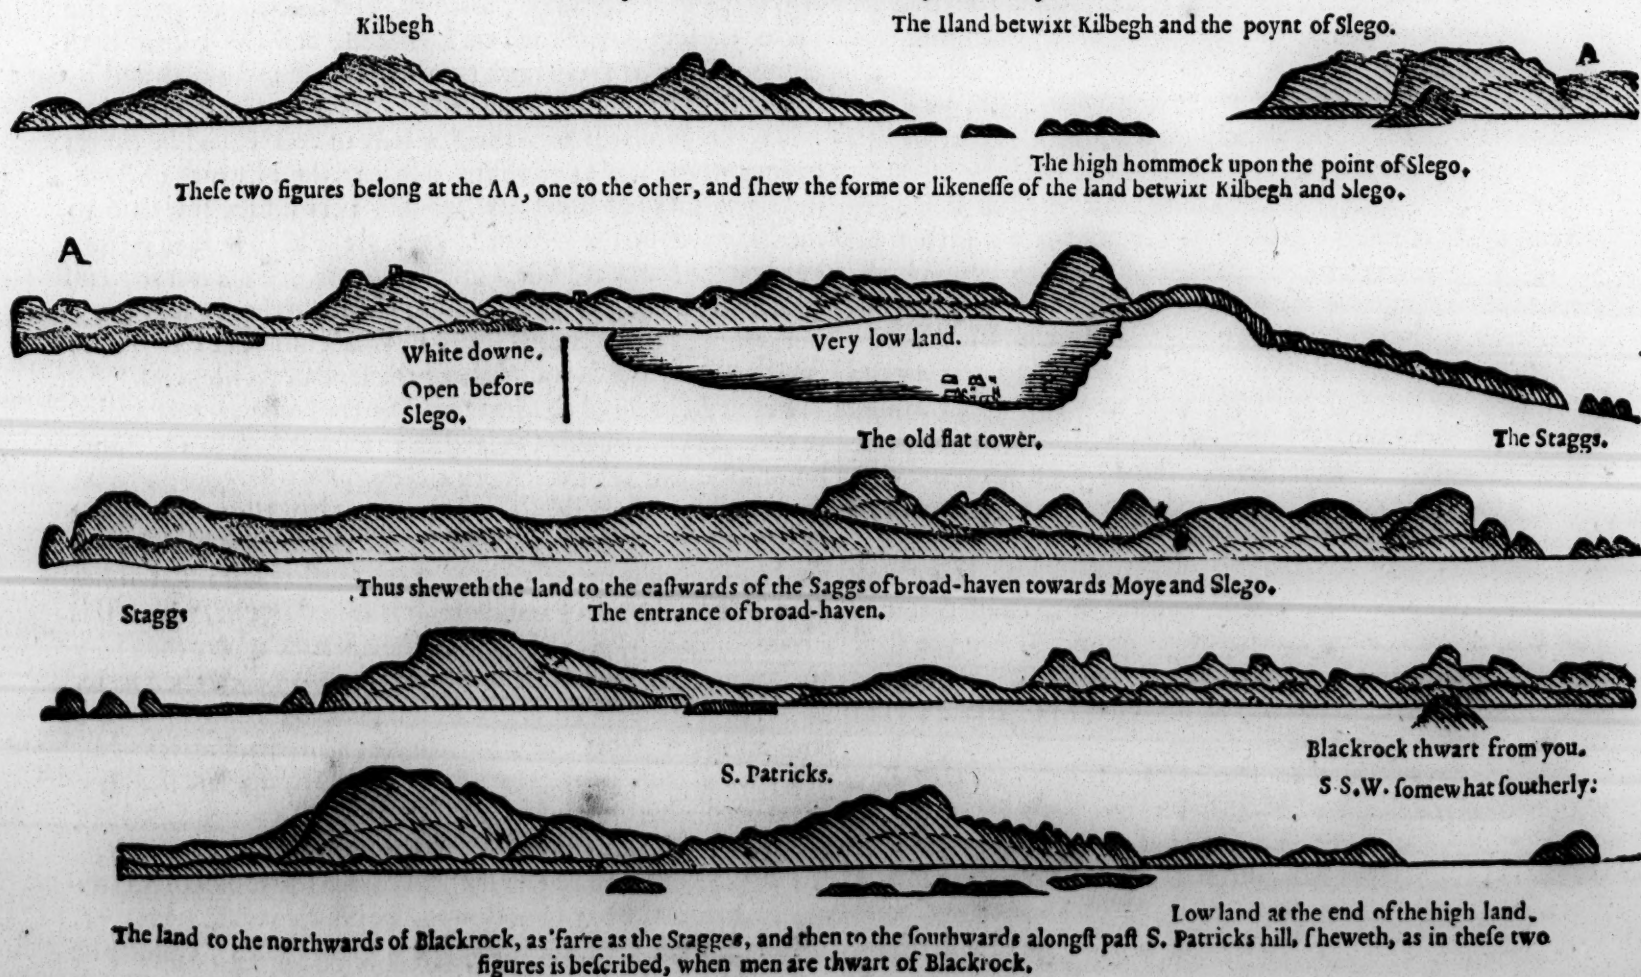 Kilbegh
The Iland betwixt Kilbegh and the poynt of Slego.
A
The high hommock upon the point of Slego.
Theſe two figures belong at the AA, one to the other, and ſhew the forme or likeneſſe of the land betwixt Kilbegh and Slego.
A
White downe.
Very low land.
Open before
Slego.
The old flat tower.
The Staggs.
Thus sheweth the land to the eaſtwards of the Saggs of broad-haven towards Moye and Slego.
Staggs
The entrance of broad-haven.
Blackrock thwart from you.
S. Patricks.
S S.W. ſomewhat ſoutherly:
Low land at the end of the high land.
The land to the northwards of Blackrock, as farre as the Stagges, and then to the ſouthwards alongſt paſt S. Patricks hill, ſheweth, as in theſe two
figures is beſcribed, when men are thwart of Blackrock.